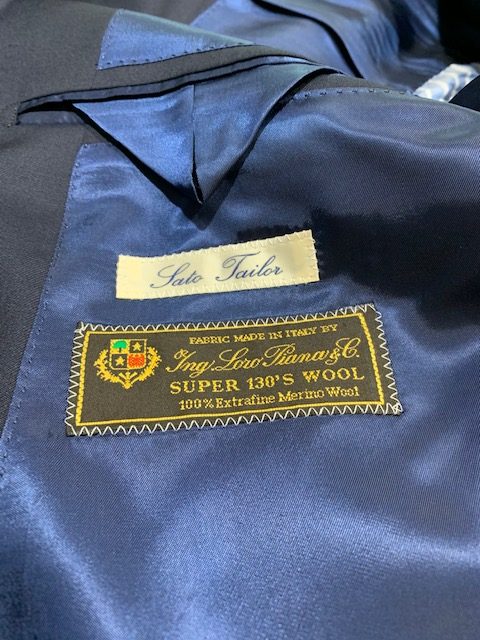 Sato Tailor
FABRIC MADE IN ITALY BY
Ing. Loro Piana & C.
SUPER 130'S WOOL
100% Extrafine Merino Wool